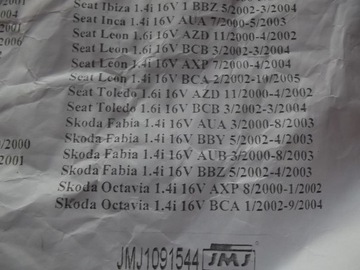 2001
Seat Ibiza 1.4i 16V 1 BBZ 5/2002-3/2004
Seat Inca 1.4i 16V AUA 7/2000-5/2003
Seat Leon 1.6i 16V AZD 11/2000-4/2002
Seat Leon 1.6i 16V BCB 3/2002-3/2004
Seat Leon 1.4i 16V AXP 7/2000-4/2004
Seat Leon 1.4i 16V BCA 2/2002-10/2005
Seat Toledo 1.6i 16V AZD 11/2000-4/2002
Seat Toledo 1.6i 16V BCB 3/2002-3/2004
Skoda Fabia 1.4i 16V AUA 3/2000-8/2003
Skoda Fabia 1.4i 16V BBY 5/2002-4/2003
Skoda Fabia 1.4i 16V AUB 3/2000-8/2003
Skoda Fabia 1.4i 16V BBZ 5/2002-4/2003
Skoda Octavia 1.4i 16V AXP 8/2000-1/2002
Skoda Octavia 1.4i 16V BCA 1/2002-9/2004
/2000
2001
JMJ1091544 JMJ